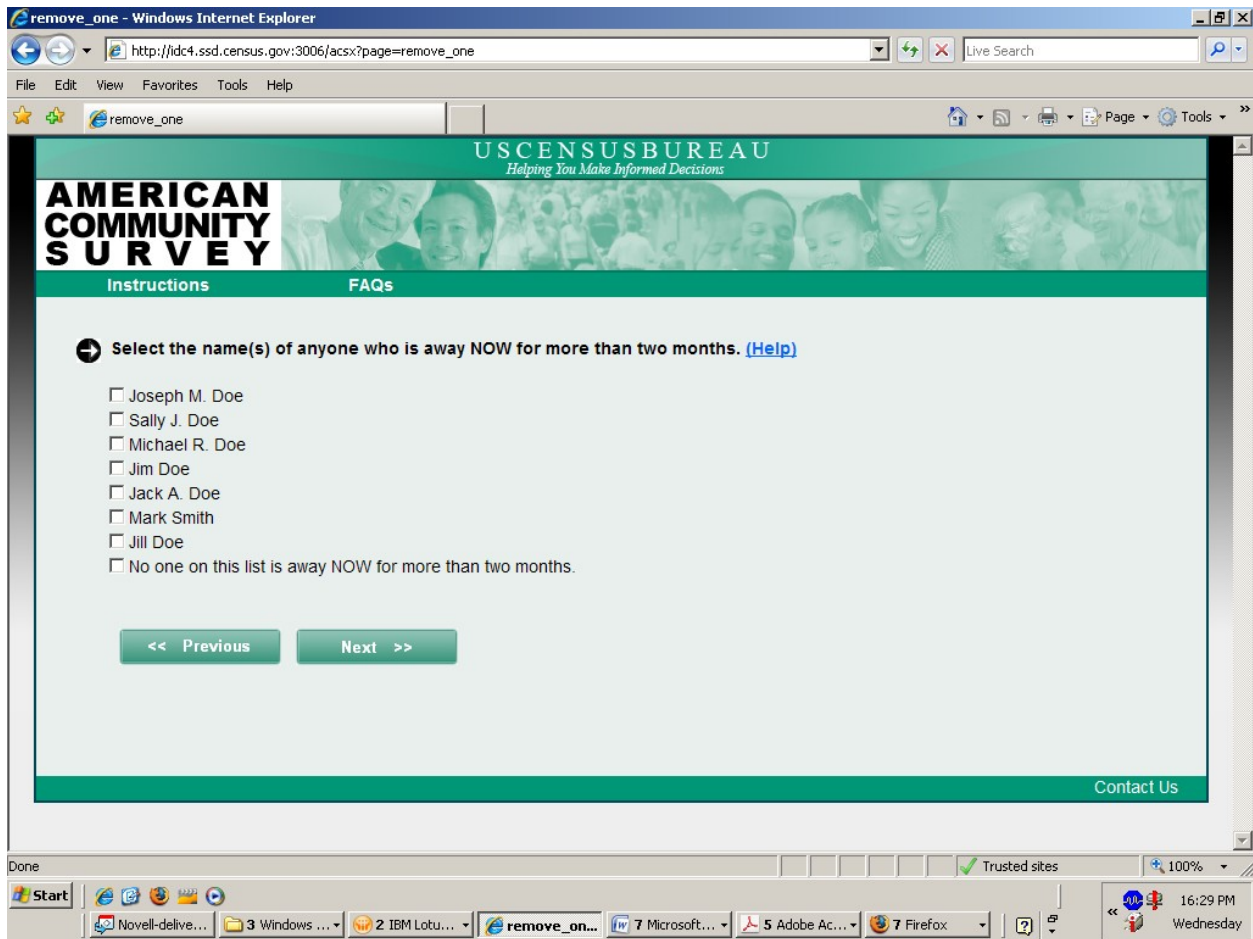 remove_one - Windows Internet Explorer
http://idc4.ssd.census.gov:3006/acsx?page=remove_one
Live Search
File Edit View Favorites Tools Help
remove_one
Page Tools
USCENSUSBUREAU
Helping You Make Informed Decisions
AMERICAN
COMMUNITY
SURVEY
Instructions FAQs
Select the name(s) of anyone who is away NOW for more than two months. (Help)
Joseph M. Doe
Sally J. Doe
Michael R. Doe
Jim Doe
Jack A. Doe
Mark Smith
Jill Doe
No one on this list is away NOW for more than two months.
<< Previous Next >>
Contact Us
Done Trusted sites 100%
Start 16:29 PM
Novell-delive... 3 Windows ... 2 IBM Lotu... remove_on... 7 Microsoft... 5 Adobe Ac... 7 Firefox Wednesday